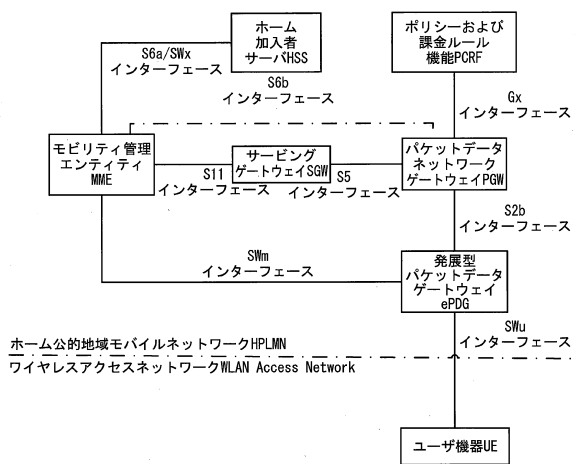 ホーム
加入者
サーバHSS
ポリシーおよび
課金ルール
機能PCRF
S6a/SWx
インターフェース
S6b
インターフェース
Gx
インターフェース
モビリティ管理
エンティティ
MME
サービング
ゲートウェイSGW
パケットデータ
ネットワーク
ゲートウェイPGW
S11
インターフェース
S5
インターフェース
S2b
インターフェース
SWm
インターフェース
発展型
パケットデータ
ゲートウェイ
ePDG
SWu
インターフェース
ホーム公的地域モバイルネットワークHPLMN
ワイヤレスアクセスネットワークWLAN Access Network
ユーザ機器UE